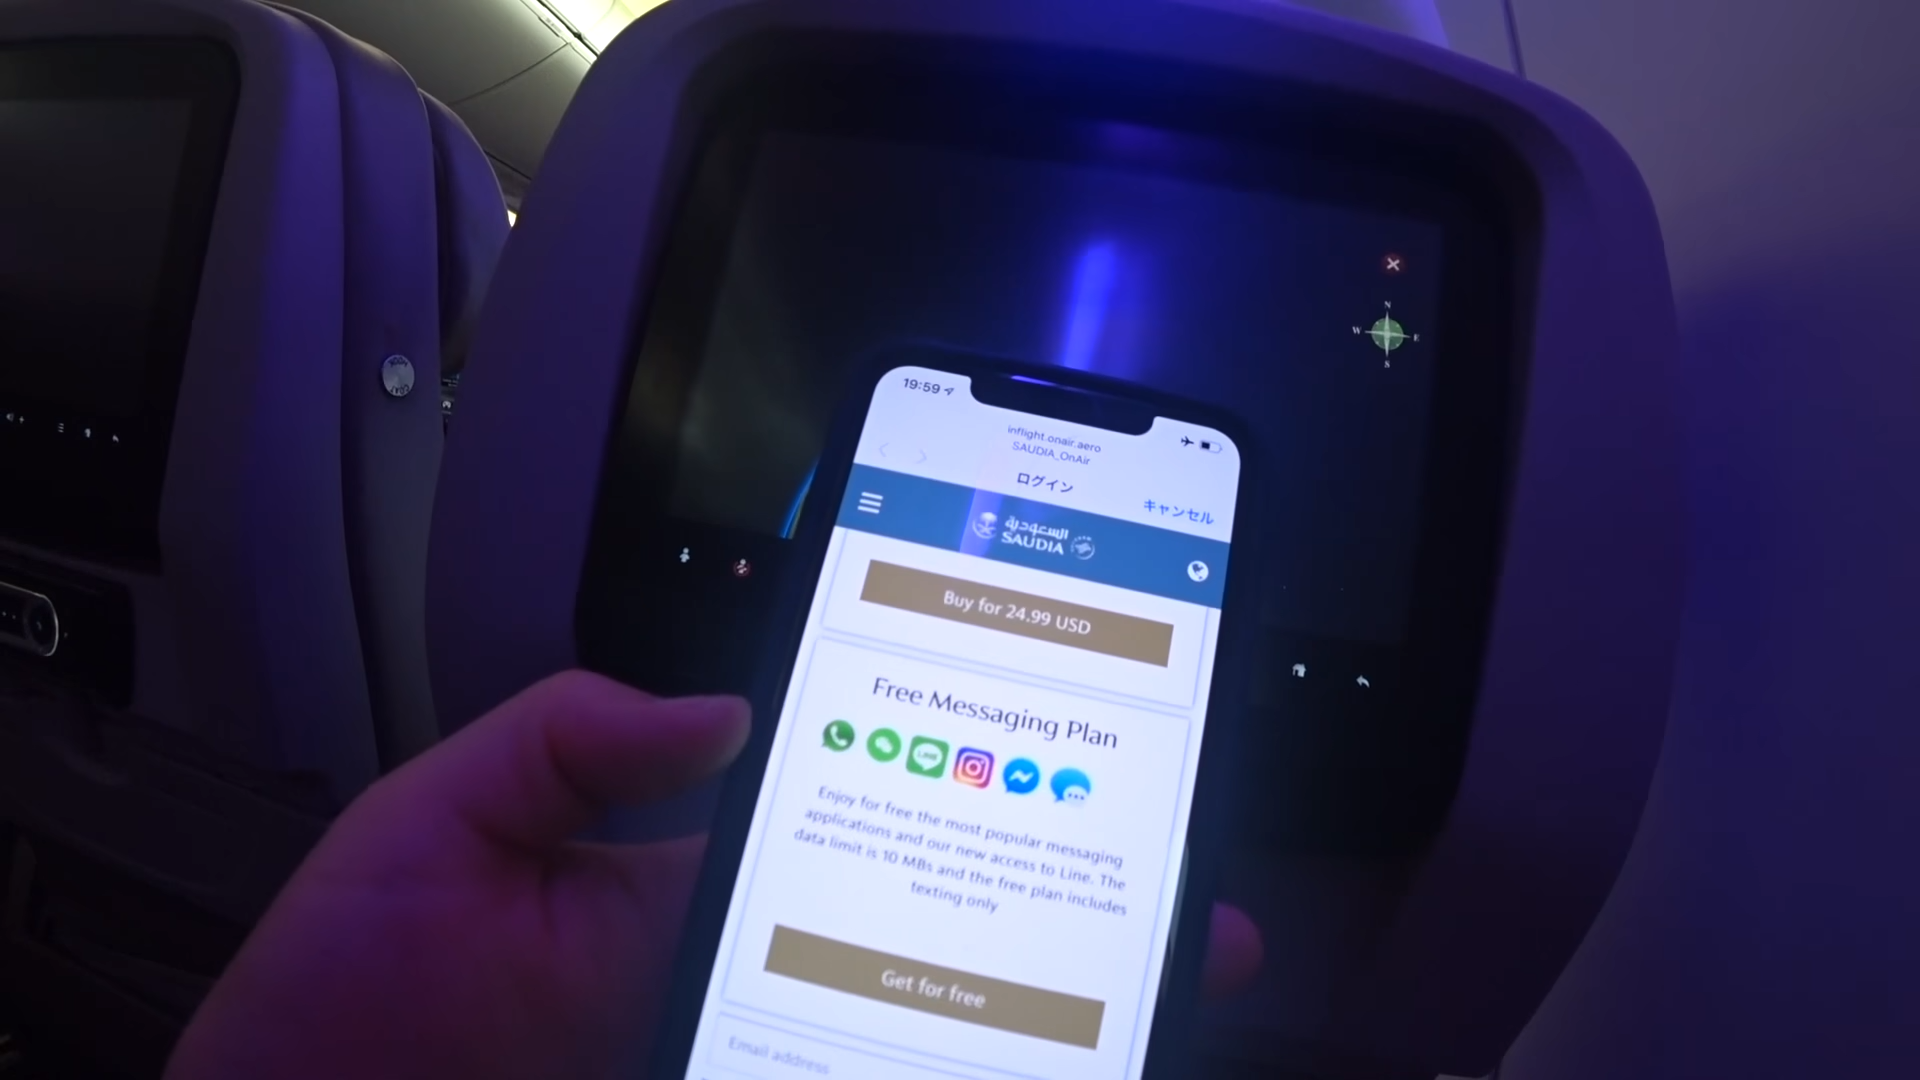 N
W
E
S
COAT
HOOK
19:59
inflight.onair.aero
SAUDIA_OnAir
ログイン
キャンセル
السعودية
SAUDIA
Buy for 24.99 USD
Free Messaging Plan
LINE
Enjoy for free the most popular messaging
applications and our new access to Line. The
data limit is 10 MBs and the free plan includes
texting only
Get for free
Email address